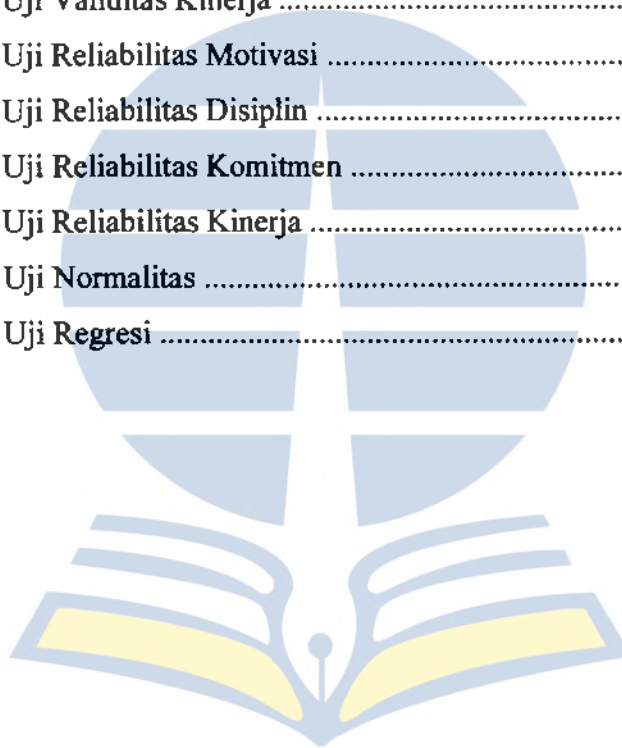 Uji Validitas Kinerja ........................................
Uji Reliabilitas Motivasi ........................................
Uji Reliabilitas Disiplin ........................................
Uji Reliabilitas Komitmen ........................................
Uji Reliabilitas Kinerja ........................................
Uji Normalitas ........................................
Uji Regresi ........................................